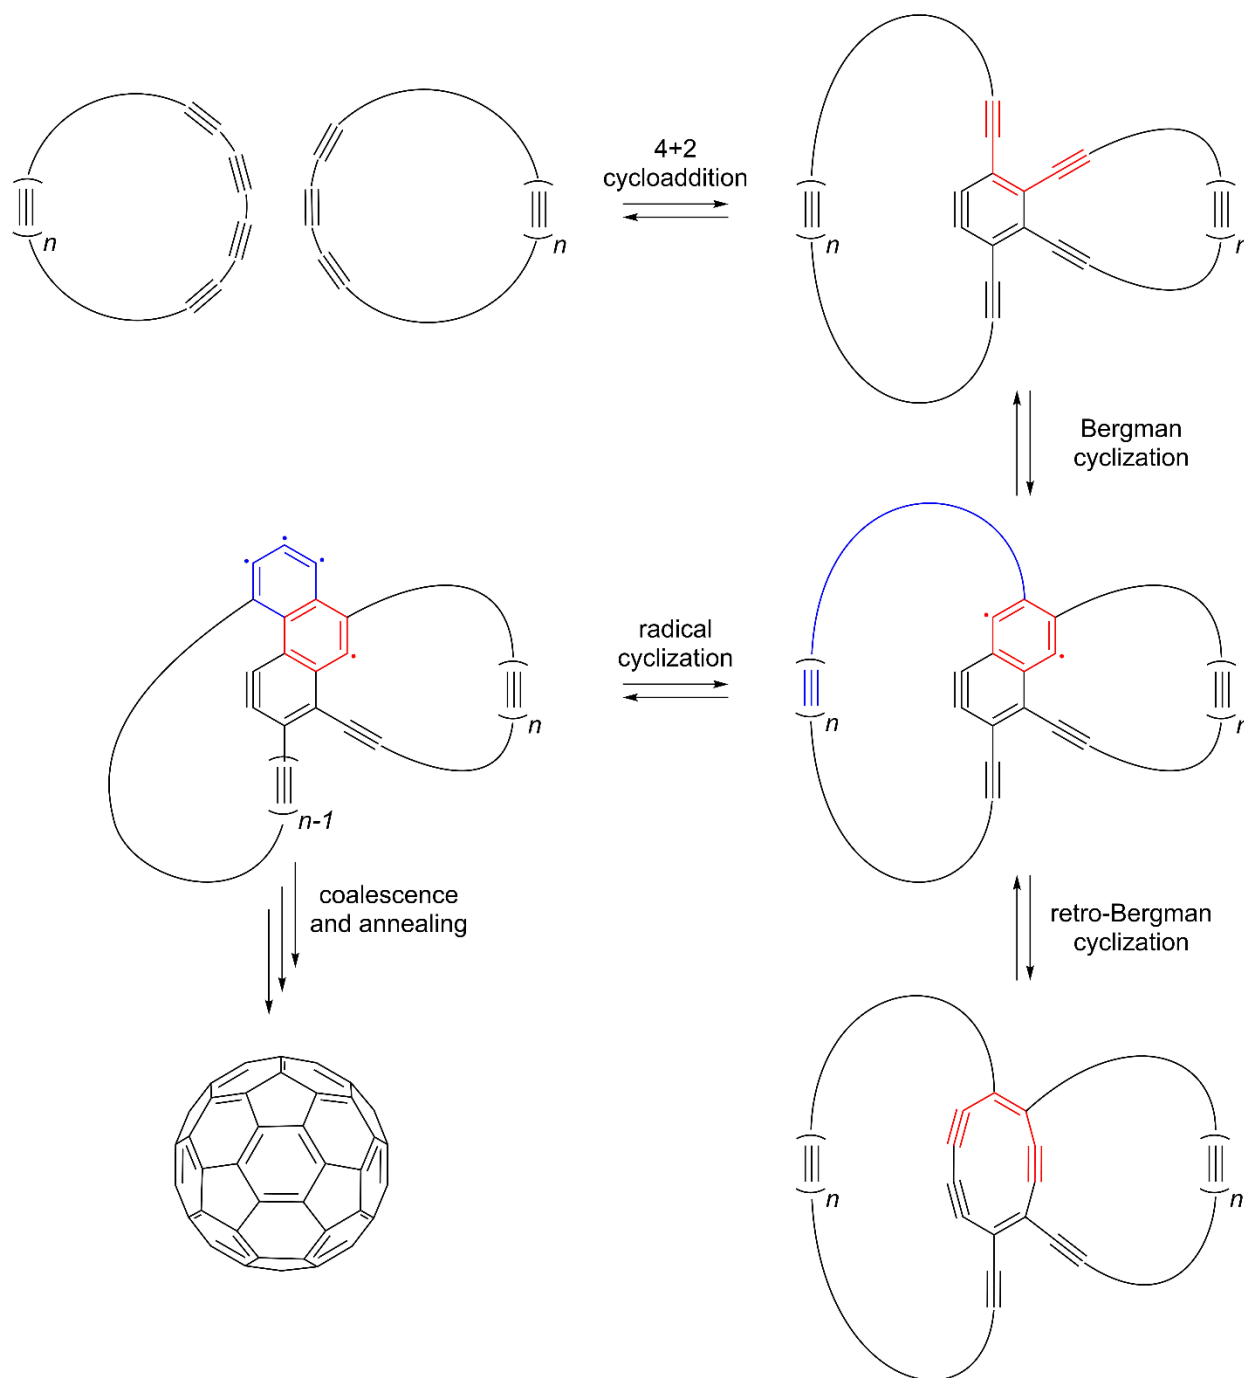 4+2
cycloaddition
n
n
n
n
Bergman
cyclization
radical
cyclization
n
n
n
n-1
coalescence
and annealing
retro-Bergman
cyclization
n
n